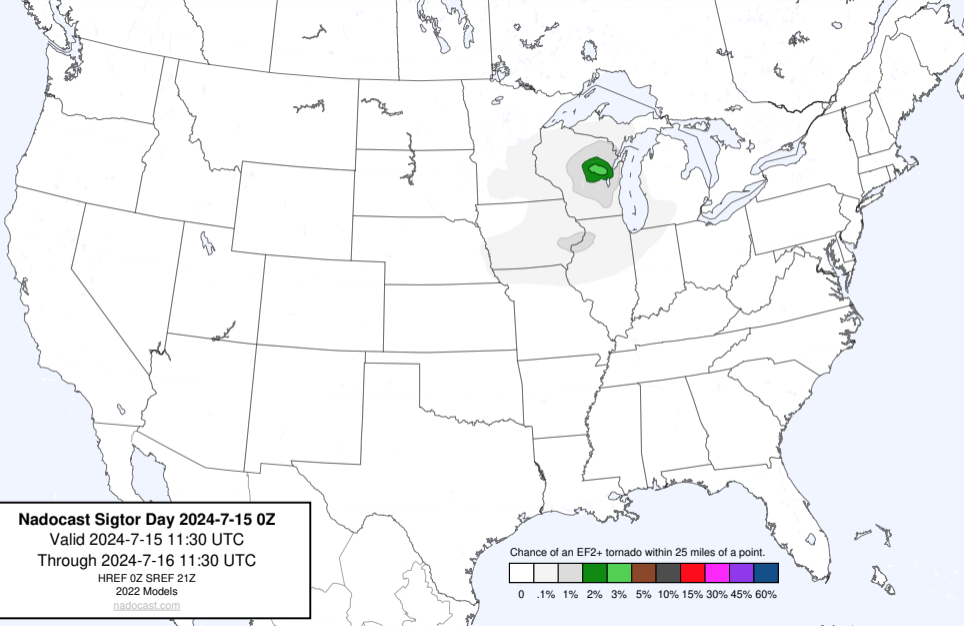 Nadocast Sigtor Day 2024-7-15 0Z
Valid 2024-7-15 11:30 UTC
Through 2024-7-16 11:30 UTC
HREF 0Z SREF 21Z
2022 Models
nadocast.com
Chance of an EF2+ tornado within 25 miles of a point.
0 .1% 1% 2% 3% 5% 10% 15% 30% 45% 60%